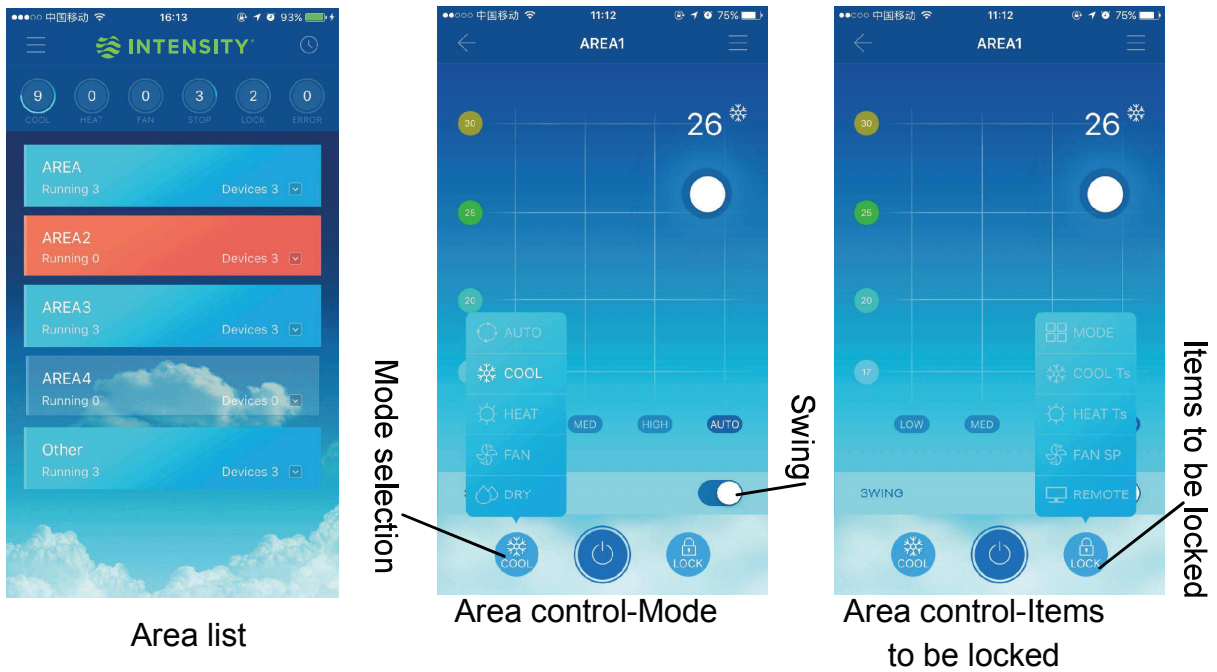 中国移动 16:13 93%
INTENSITY
9 0 0 3 2 0
COOL HEAT FAN STOP LOCK ERROR
AREA
Running 3 Devices 3
AREA2
Running 0 Devices 3
AREA3
Running 3 Devices 3
AREA4
Running 0 Devices 0
Other
Running 3 Devices 3
Area list
中国移动 11:12 75%
AREA1
26
30
25
20
AUTO
COOL
HEAT
FAN
DRY
MED HIGH AUTO
COOL LOCK
Mode selection
Swing
Area control-Mode
中国移动 11:12 75%
AREA1
26
30
25
20
17
MODE
COOL Ts
HEAT Ts
FAN SP
REMOTE
LOW MED
SWING
COOL LOCK
Items to be locked
Area control-Items
to be locked